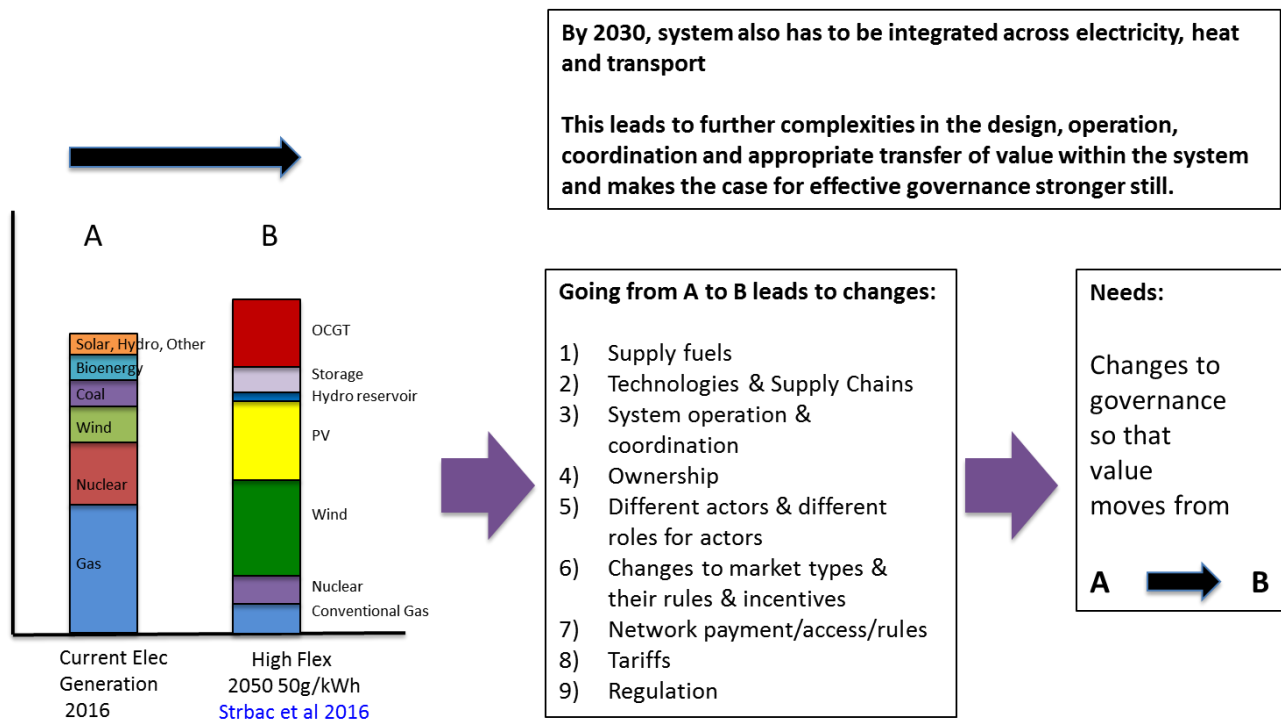 By 2030, system also has to be integrated across electricity, heat
and transport
This leads to further complexities in the design, operation,
coordination and appropriate transfer of value within the system
and makes the case for effective governance stronger still.
A
B
Solar, Hydro, Other
Bioenergy
Coal
Wind
Nuclear
Gas
OCGT
Storage
Hydro reservoir
PV
Wind
Nuclear
Conventional Gas
Current Elec
Generation
2016
High Flex
2050 50g/kWh
Strbac et al 2016
Going from A to B leads to changes:
1) Supply fuels
2) Technologies & Supply Chains
3) System operation &
coordination
4) Ownership
5) Different actors & different
roles for actors
6) Changes to market types &
their rules & incentives
7) Network payment/access/rules
8) Tariffs
9) Regulation
Needs:
Changes to
governance
so that
value
moves from
A B